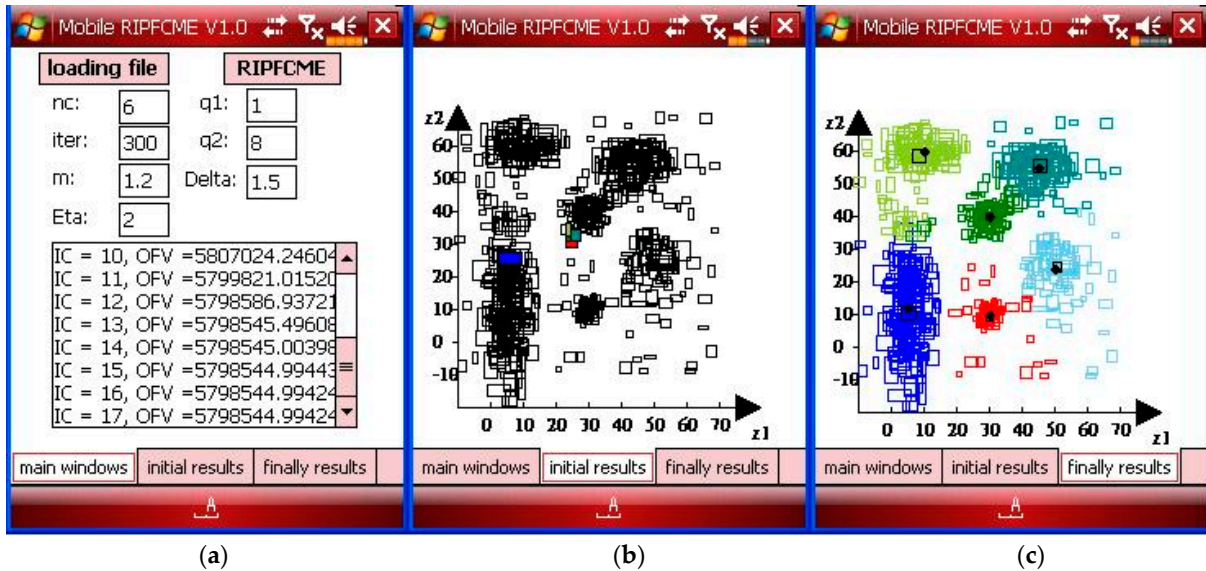 Mobile RIPFCME V1.0
loading file RIPFCME
nc: 6 q1: 1
iter: 300 q2: 8
m: 1.2 Delta: 1.5
Eta: 2
IC = 10, OFV =5807024.24604
IC = 11, OFV =5799821.01520
IC = 12, OFV =5798586.93721
IC = 13, OFV =5798545.49608
IC = 14, OFV =5798545.00398
IC = 15, OFV =5798544.99443
IC = 16, OFV =5798544.99424
IC = 17, OFV =5798544.99424
main windows initial results finally results
A
(a)
Mobile RIPFCME V1.0
z2
60
50
40
30
20
10
0
-10
0 10 20 30 40 50 60 70
z1
main windows initial results finally results
A
(b)
Mobile RIPFCME V1.0
z2
60
50
40
30
20
10
0
-10
0 10 20 30 40 50 60 70
z1
main windows initial results finally results
A
(c)